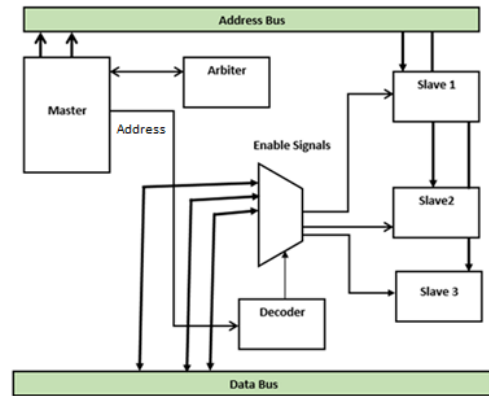 Address Bus
Arbiter
Slave 1
Master
Address
Enable Signals
Slave2
Slave 3
Decoder
Data Bus